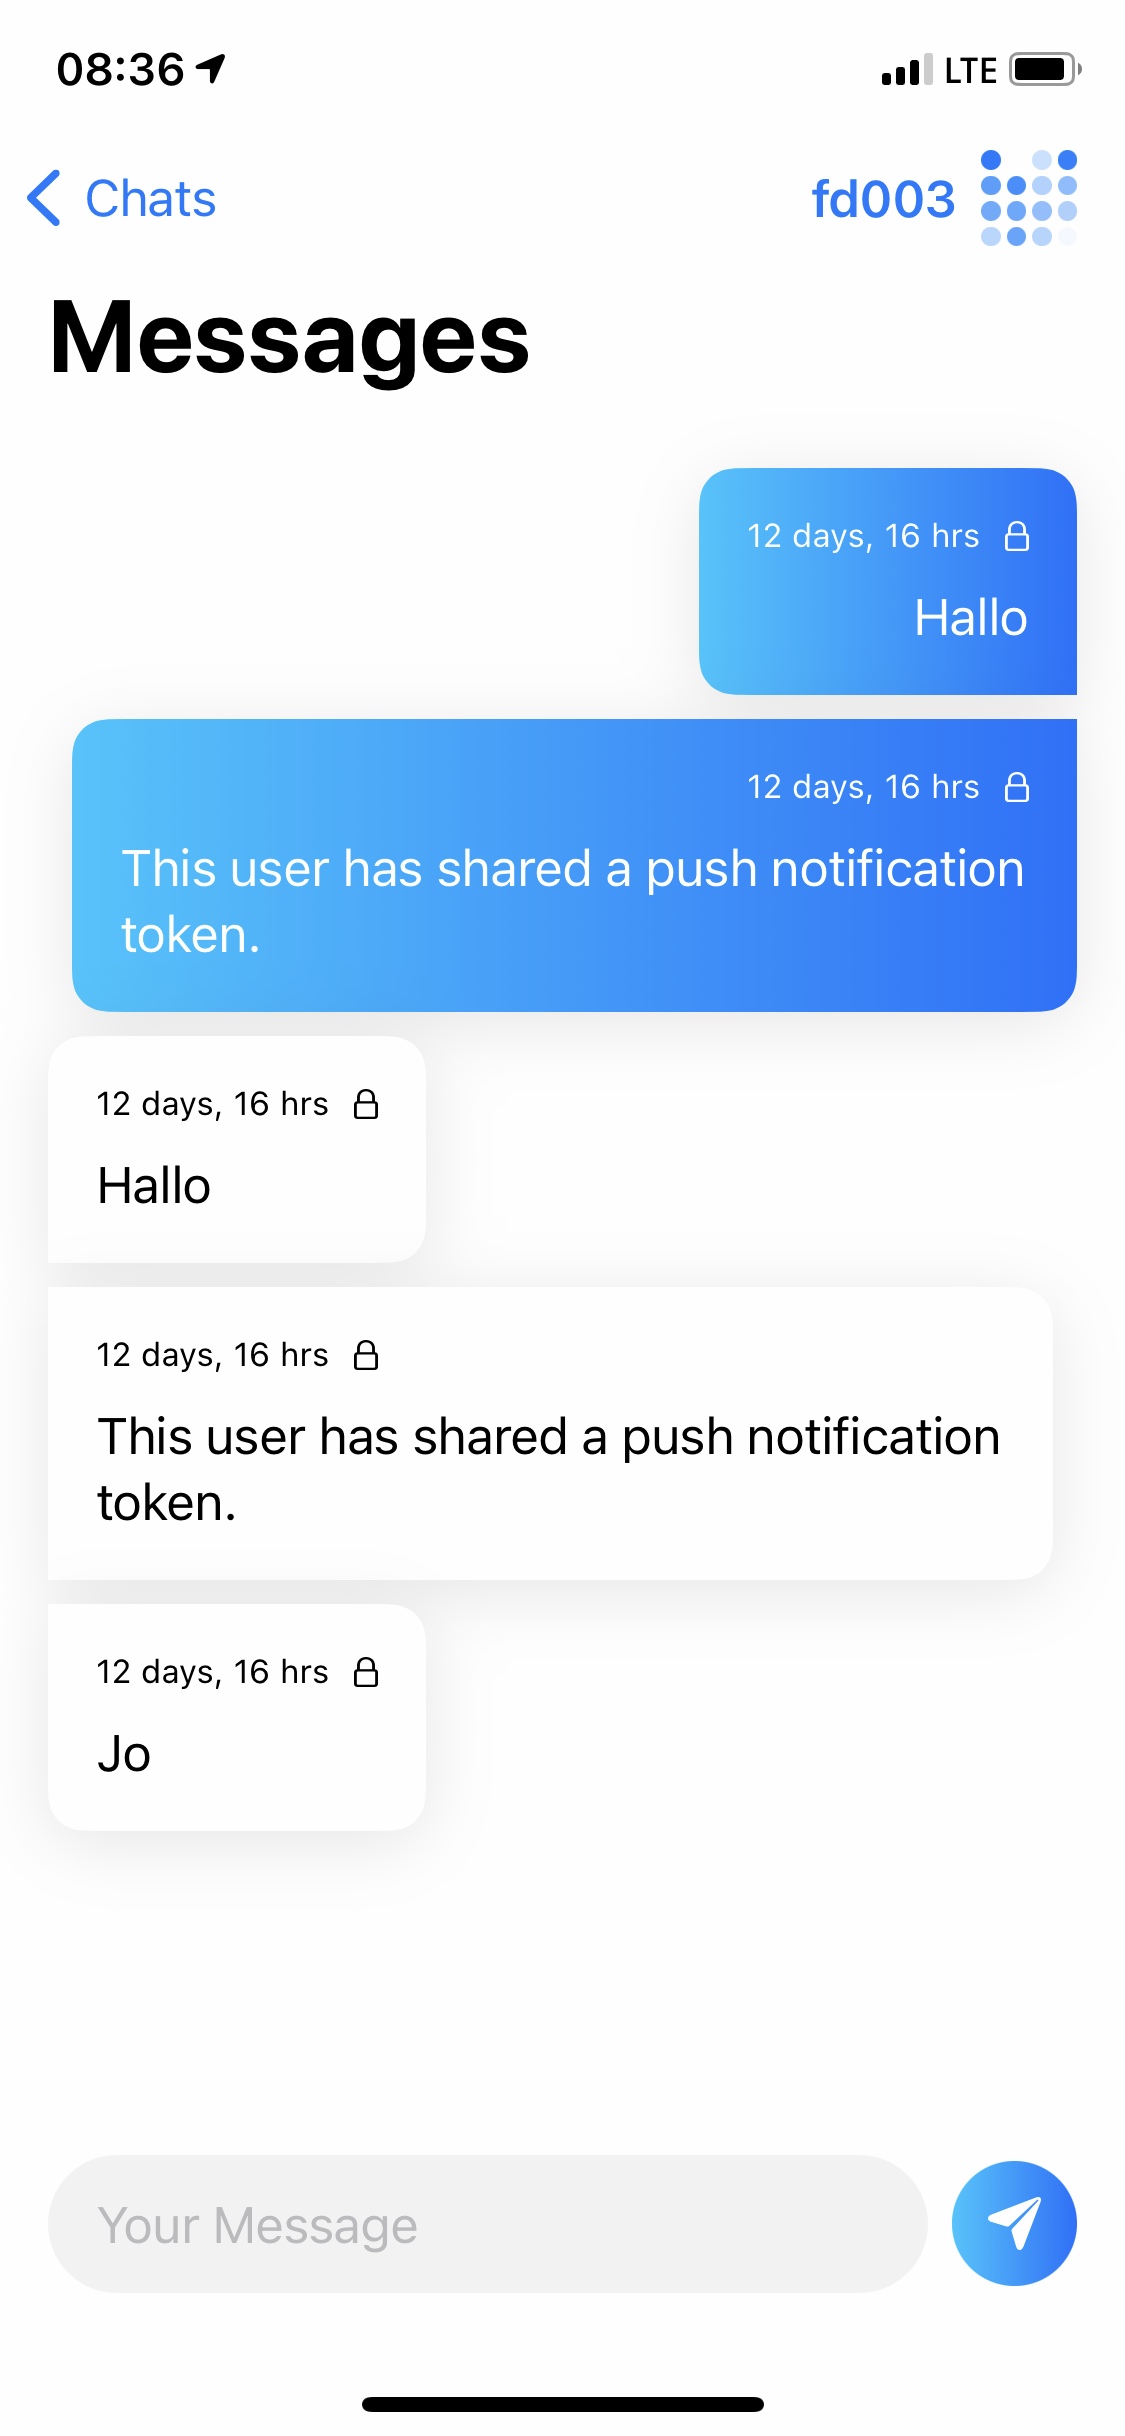 08:36
LTE
Chats
fd003
Messages
12 days, 16 hrs
Hallo
12 days, 16 hrs
This user has shared a push notification
token.
12 days, 16 hrs
Hallo
12 days, 16 hrs
This user has shared a push notification
token.
12 days, 16 hrs
Jo
Your Message